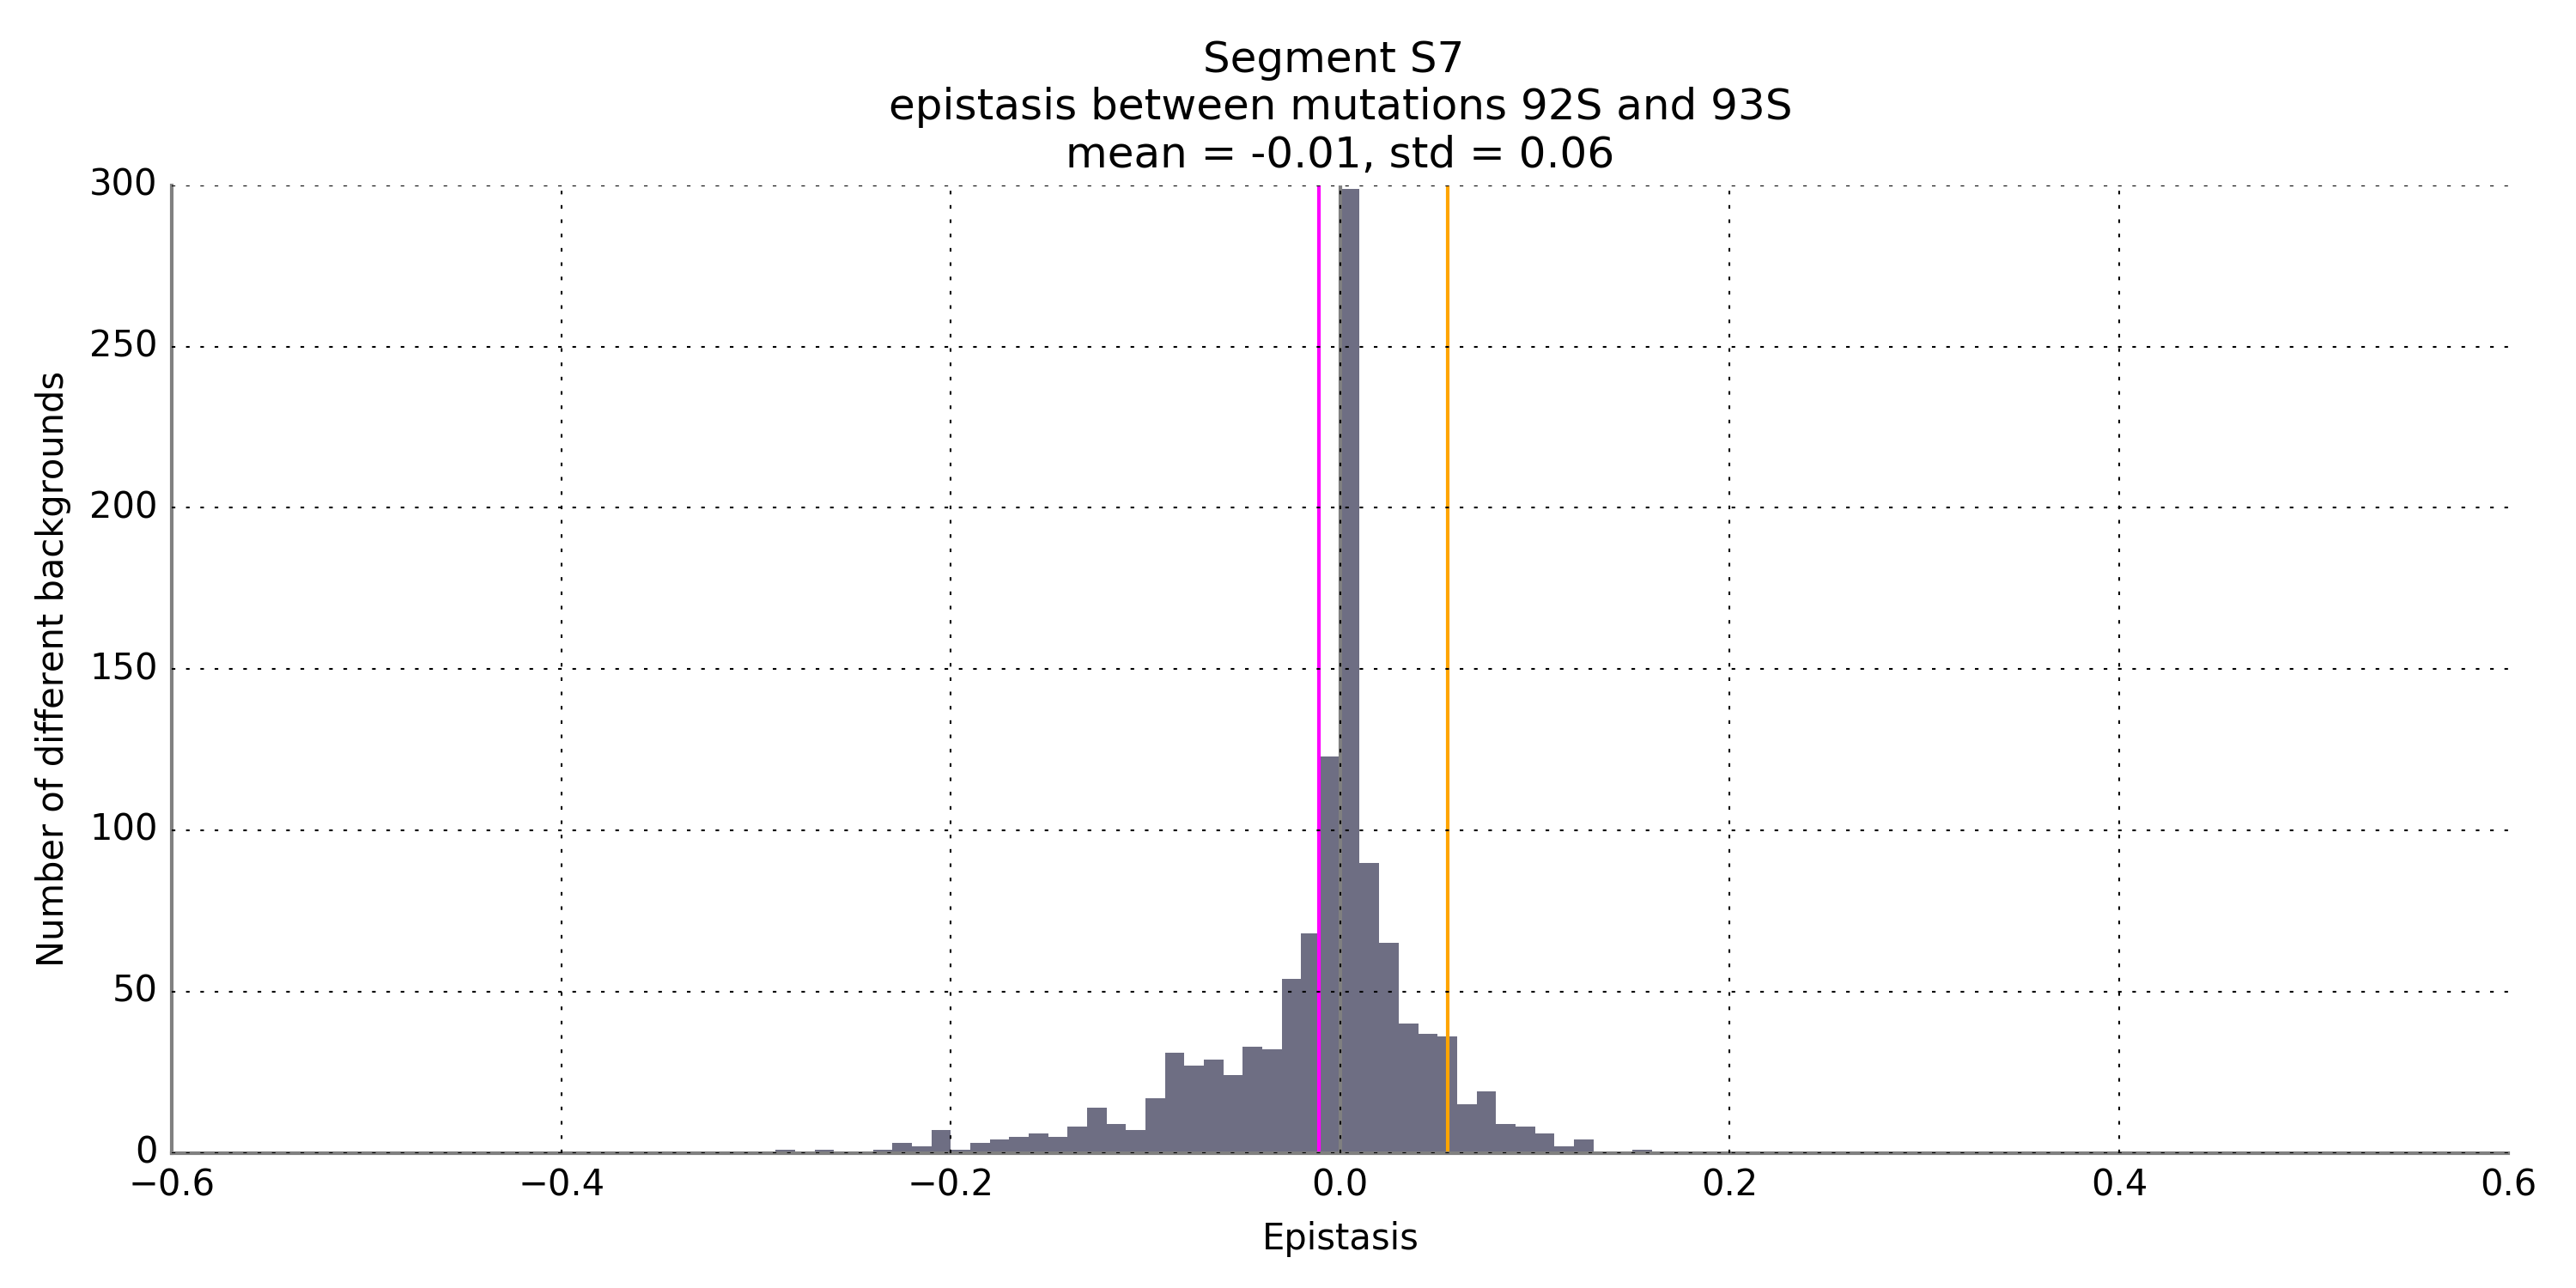 Segment S7
epistasis between mutations 92S and 93S
mean = -0.01, std = 0.06
300
250
200
150
100
50
0
Number of different backgrounds
−0.6 −0.4 −0.2 0.0 0.2 0.4 0.6
Epistasis